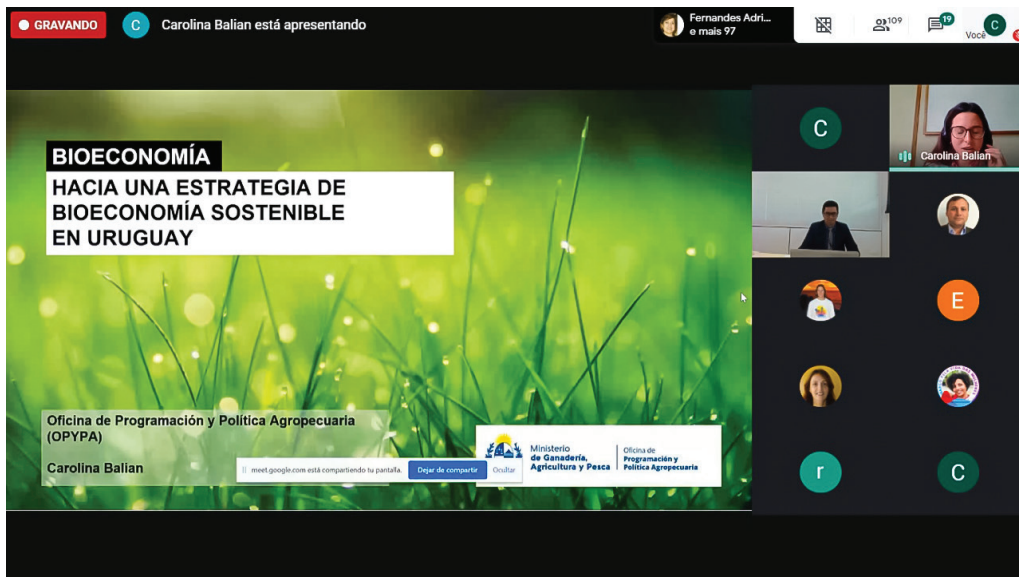 GRAVANDO
C
Carolina Balian está apresentando
Fernandes Adri...
e mais 97
109
19
Você
C
BIOECONOMÍA
HACIA UNA ESTRATEGIA DE
BIOECONOMÍA SOSTENIBLE
EN URUGUAY
C
Carolina Balian
E
r
C
Oficina de Programación y Política Agropecuaria
(OPYPA)
Carolina Balian
meet.google.com está compartiendo tu pantalla.
Dejar de compartir
Ocultar
Ministerio
de Ganadería,
Agricultura y Pesca
Oficina de
Programación y
Política Agropecuaria